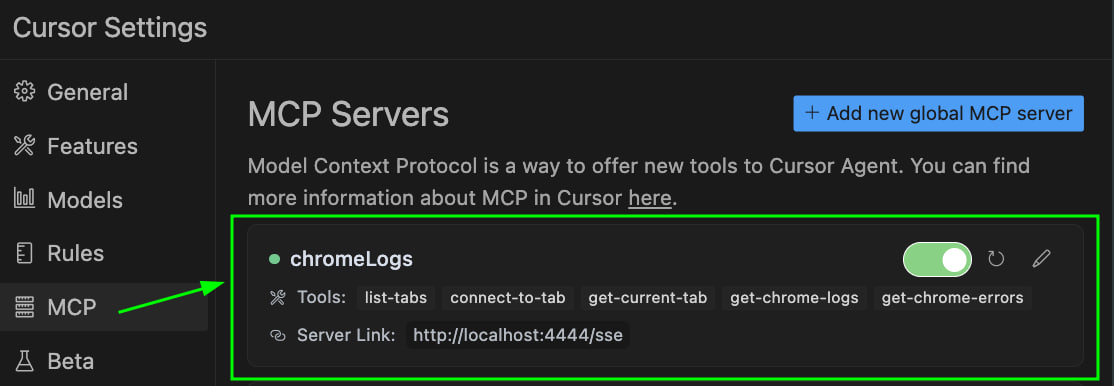 Cursor Settings
General
Features
Models
Rules
MCP
Beta
MCP Servers
+ Add new global MCP server
Model Context Protocol is a way to offer new tools to Cursor Agent. You can find
more information about MCP in Cursor here.
chromeLogs
Tools: list-tabs connect-to-tab get-current-tab get-chrome-logs get-chrome-errors
Server Link: http://localhost:4444/sse